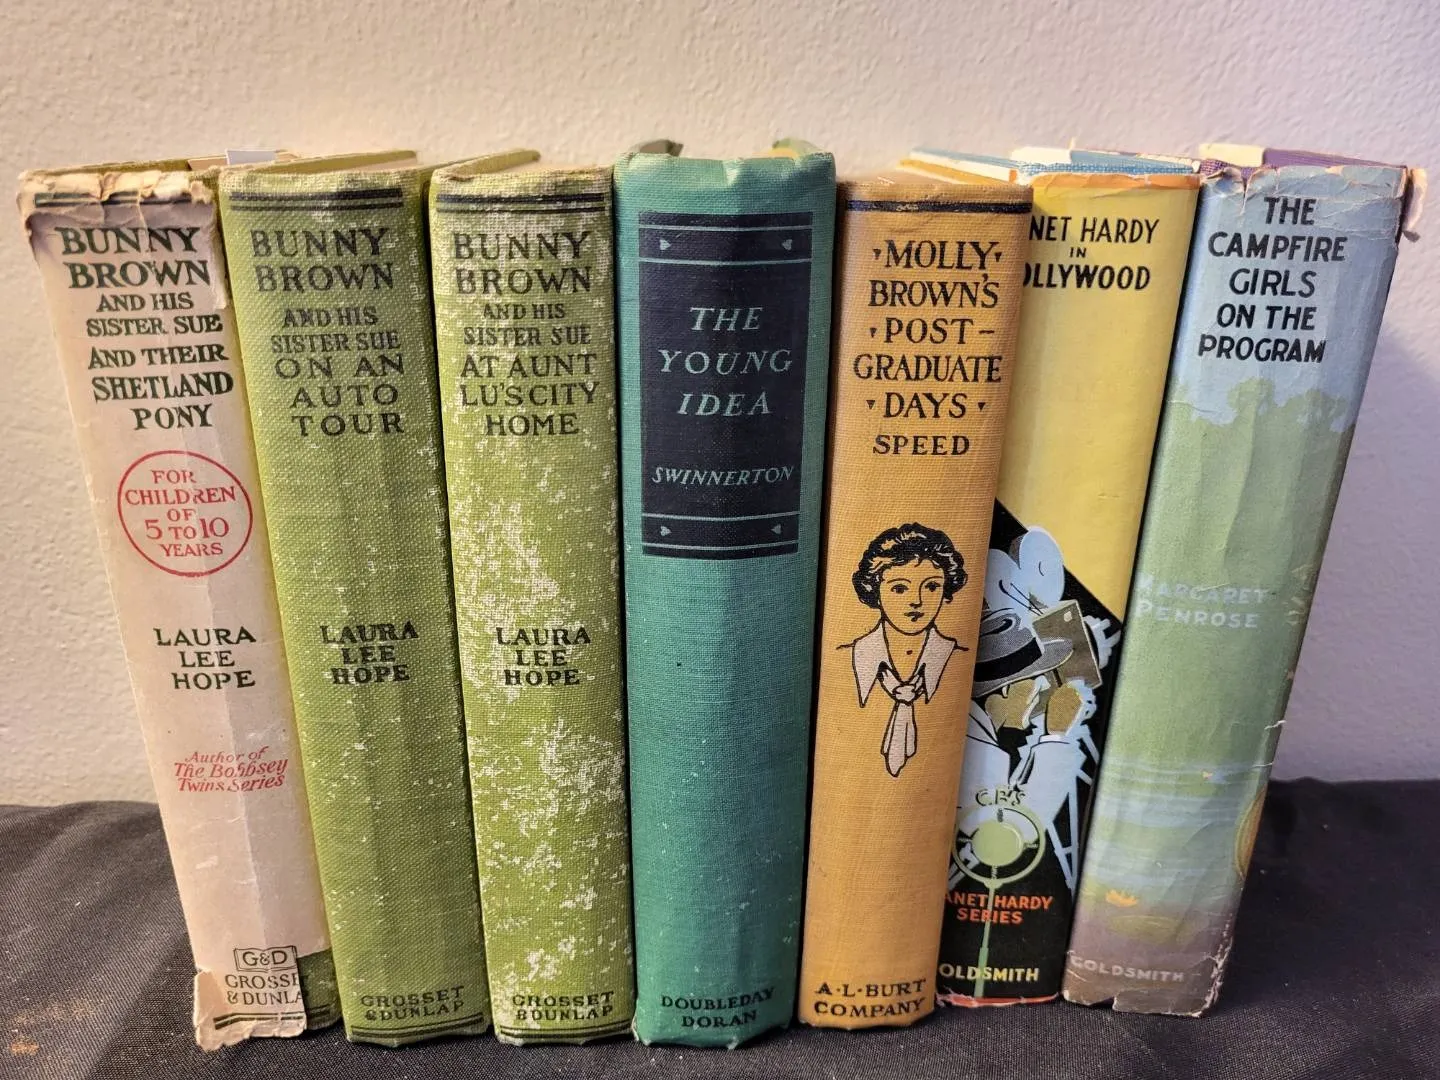 BUNNY
BROWN
AND HIS
SISTER SUE
AND THEIR
SHETLAND
PONY
FOR
CHILDREN
OF
5 TO 10
YEARS
LAURA
LEE
HOPE
Author of
The Bobbsey
Twins Series
G&D
GROSSE
& DUNLA
BUNNY
BROWN
AND HIS
SISTER SUE
ON AN
AUTO
TOUR
LAURA
LEE
HOPE
GROSSET
& DUNLAP
BUNNY
BROWN
AND HIS
SISTER SUE
AT AUNT
LU'S CITY
HOME
LAURA
LEE
HOPE
GROSSET
& DUNLAP
THE
YOUNG
IDEA
SWINNERTON
DOUBLEDAY
DORAN
MOLLY
BROWN'S
POST-
GRADUATE
DAYS
SPEED
A·L·BURT
COMPANY
NET HARDY
IN
OLLYWOOD
CBS
ANET HARDY
SERIES
OLDSMITH
THE
CAMPFIRE
GIRLS
ON THE
PROGRAM
MARGARET
PENROSE
GOLDSMITH